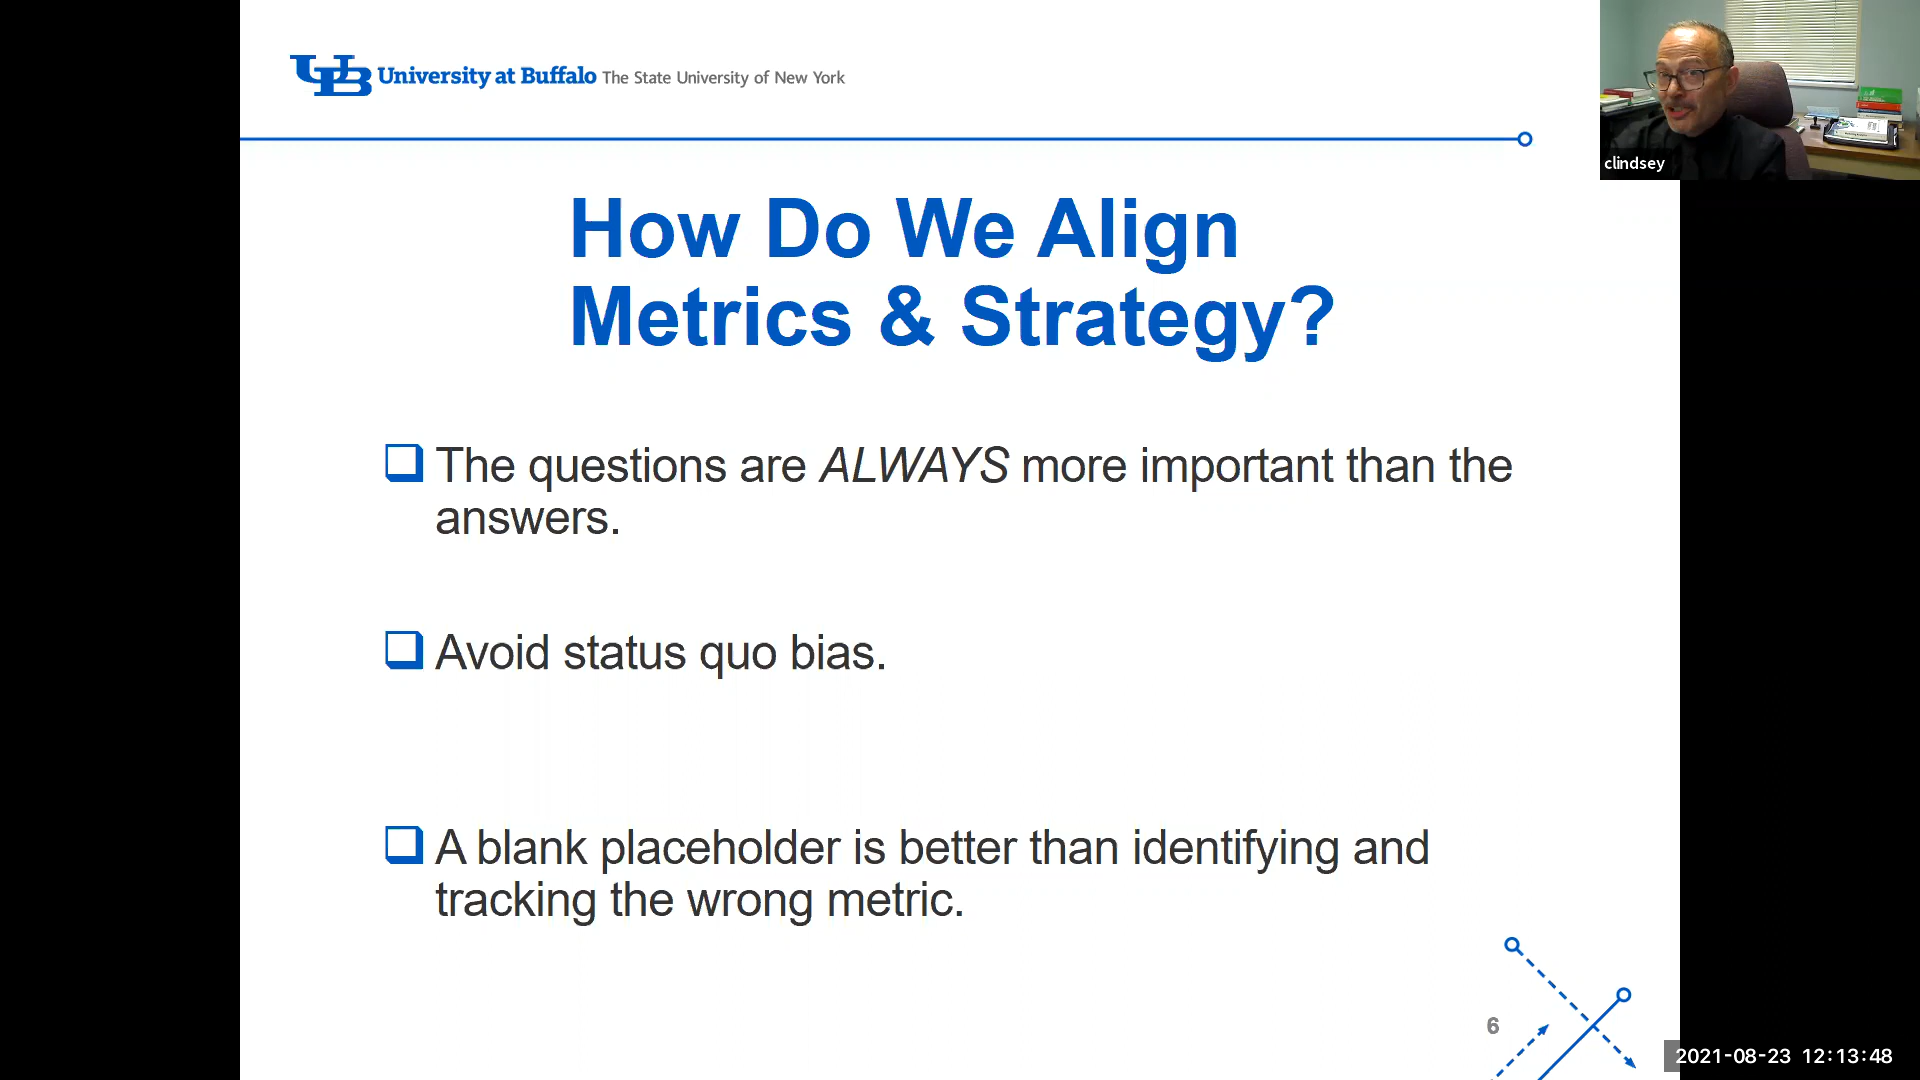 University at Buffalo The State University of New York
clindsey
How Do We Align
Metrics & Strategy?
The questions are ALWAYS more important than the
answers.
Avoid status quo bias.
A blank placeholder is better than identifying and
tracking the wrong metric.
6
2021-08-23 12:13:48